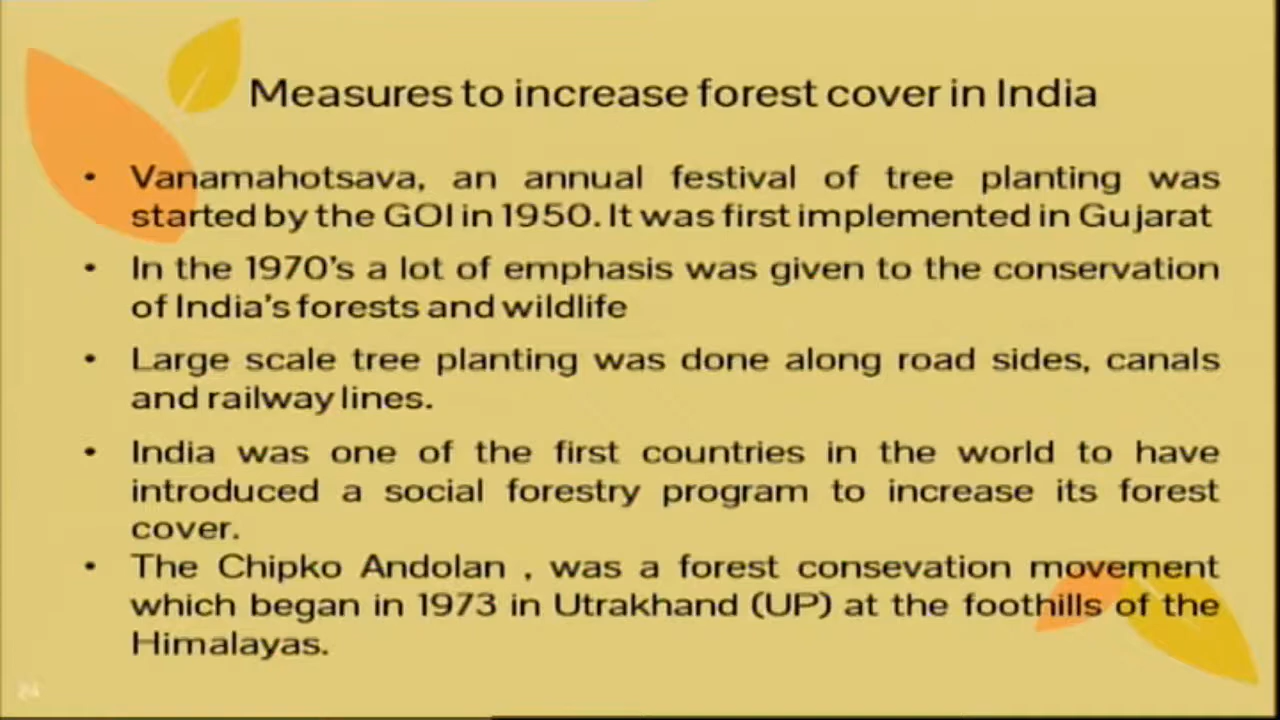 Measures to increase forest cover in India
• Vanamahotsava, an annual festival of tree planting was
started by the GOI in 1950. It was first implemented in Gujarat
• In the 1970's a lot of emphasis was given to the conservation
of India's forests and wildlife
• Large scale tree planting was done along road sides, canals
and railway lines.
• India was one of the first countries in the world to have
introduced a social forestry program to increase its forest
cover.
• The Chipko Andolan , was a forest consevation movement
which began in 1973 in Utrakhand (UP) at the foothills of the
Himalayas.
24